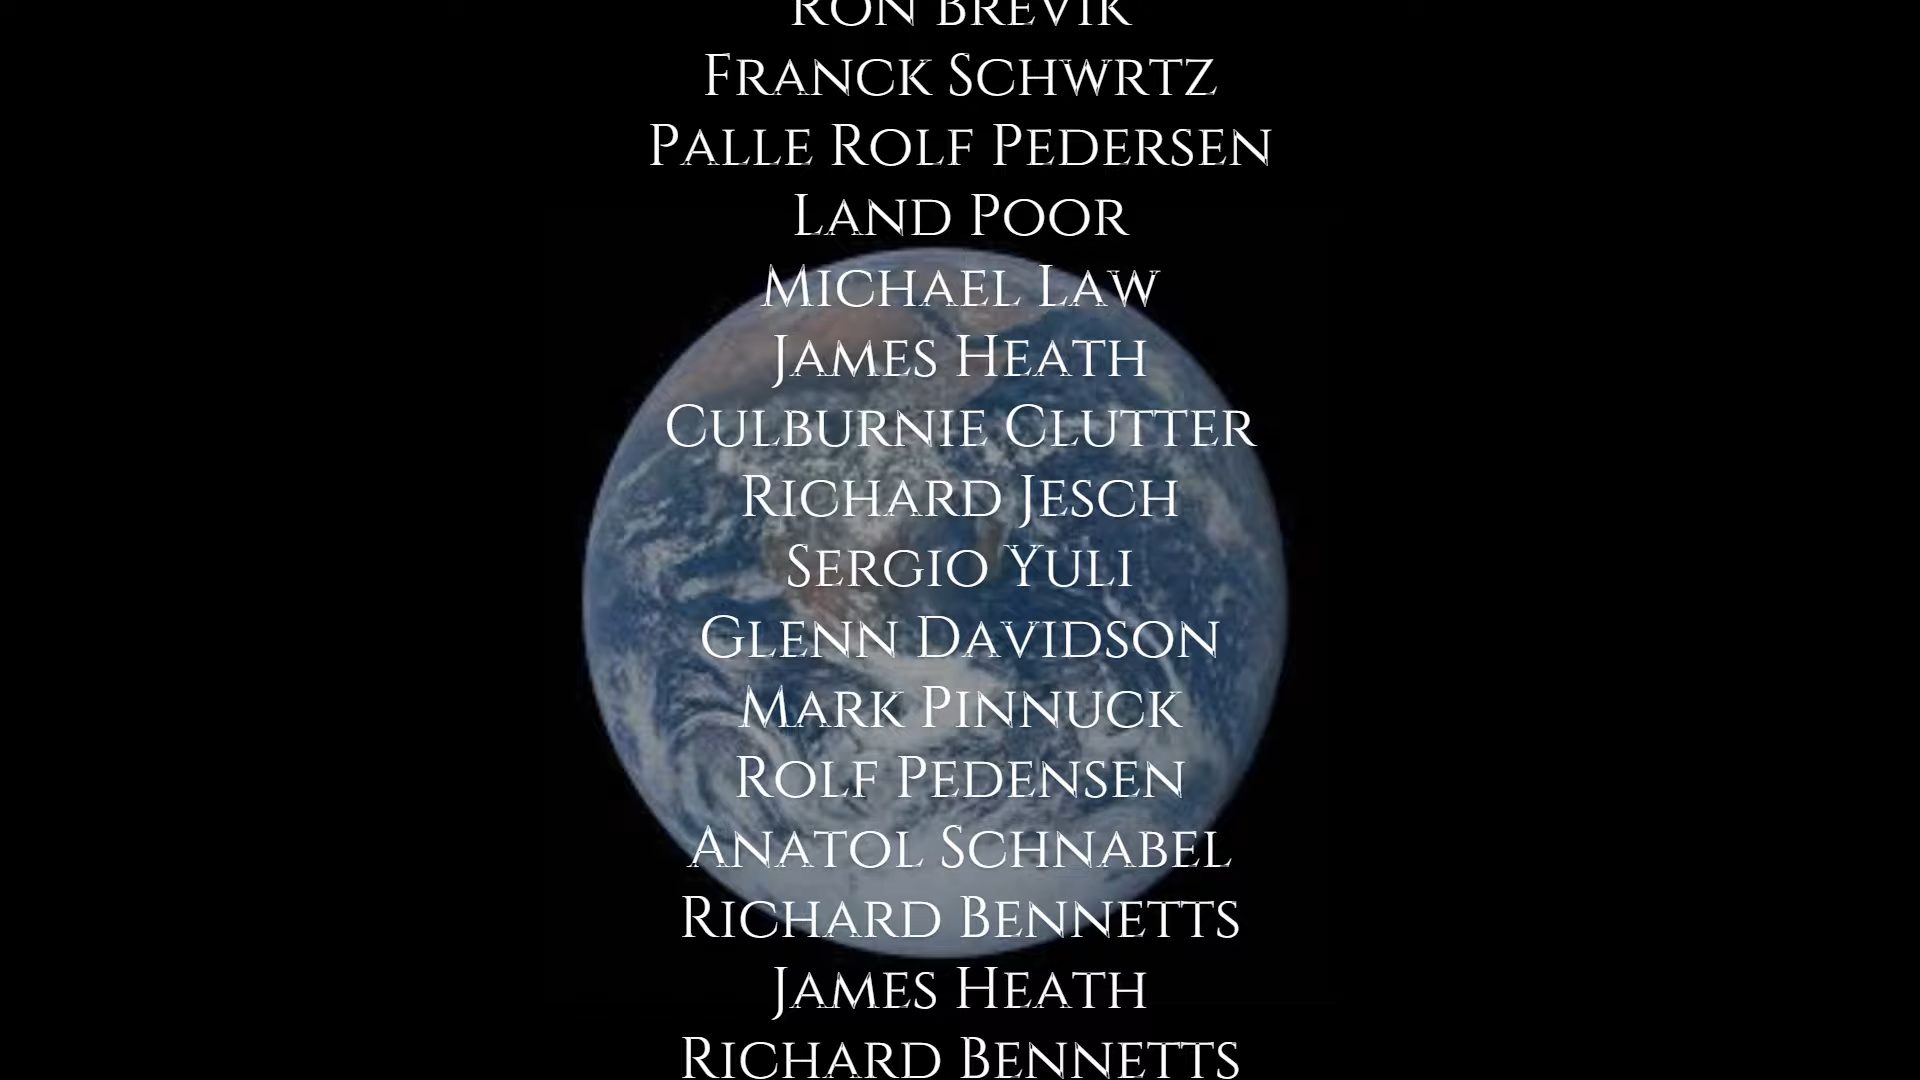 Ron Brevik
Franck Schwrtz
Palle Rolf Pedersen
Land Poor
Michael Law
James Heath
Culburnie Clutter
Richard Jesch
Sergio Yuli
Glenn Davidson
Mark Pinnuck
Rolf Pedensen
Anatol Schnabel
Richard Bennetts
James Heath
Richard Bennetts